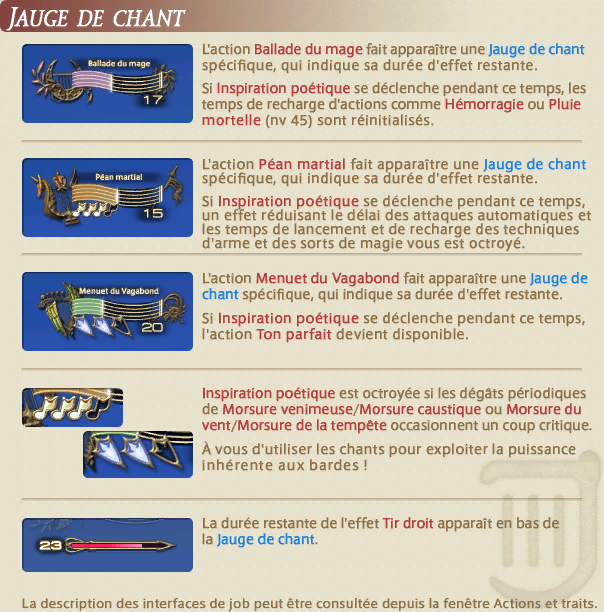 JAUGE DE CHANT
Ballade du mage
17
L'action Ballade du mage fait apparaître une Jauge de chant
spécifique, qui indique sa durée d'effet restante.
Si Inspiration poétique se déclenche pendant ce temps, les
temps de recharge d'actions comme Hémorragie ou Pluie
mortelle (nv 45) sont réinitialisés.
Péan martial
15
L'action Péan martial fait apparaître une Jauge de chant
spécifique, qui indique sa durée d'effet restante.
Si Inspiration poétique se déclenche pendant ce temps,
un effet réduisant le délai des attaques automatiques et
les temps de lancement et de recharge des techniques
d'arme et des sorts de magie vous est octroyé.
Menuet du Vagabond
20
L'action Menuet du Vagabond fait apparaître une Jauge de
chant spécifique, qui indique sa durée d'effet restante.
Si Inspiration poétique se déclenche pendant ce temps,
l'action Ton parfait devient disponible.
Inspiration poétique est octroyée si les dégâts périodiques
de Morsure venimeuse/Morsure caustique ou Morsure du
vent/Morsure de la tempête occasionnent un coup critique.
À vous d'utiliser les chants pour exploiter la puissance
inhérente aux bardes !
23
La durée restante de l'effet Tir droit apparaît en bas de
la Jauge de chant.
La description des interfaces de job peut être consultée depuis la fenêtre Actions et traits.